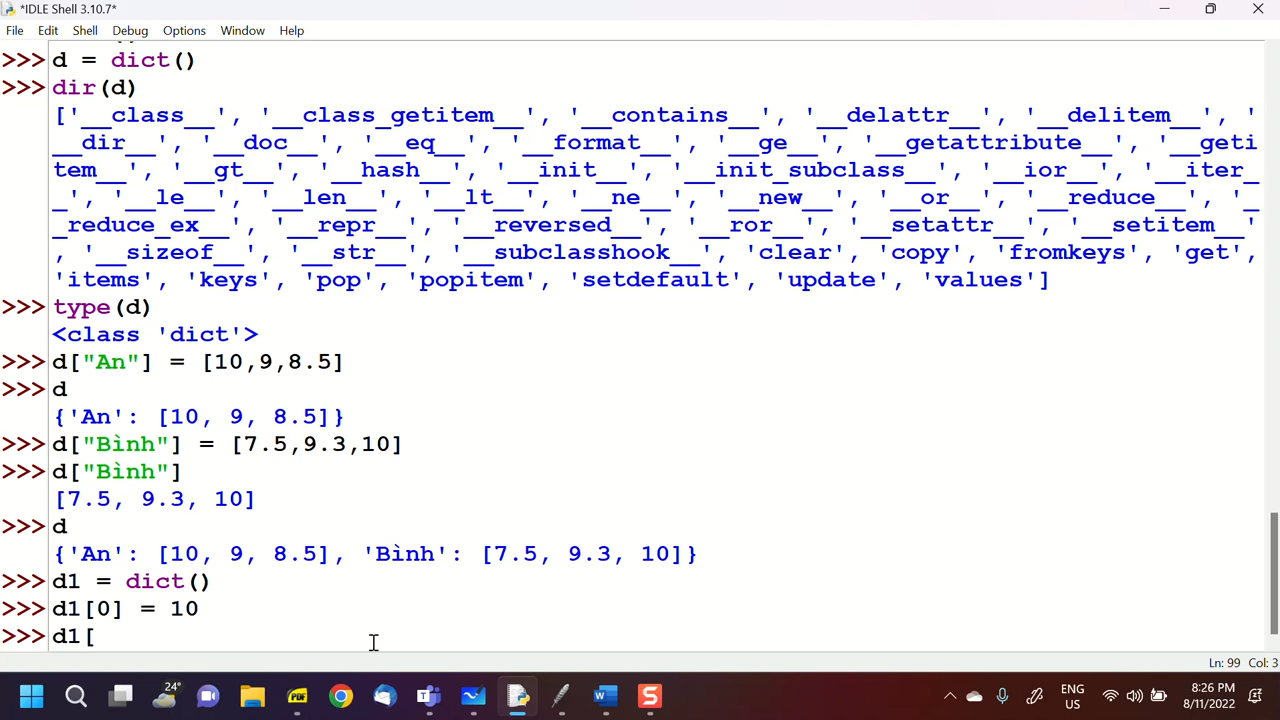 *IDLE Shell 3.10.7*
File Edit Shell Debug Options Window Help
>>> d = dict()
>>> dir(d)
['__class__', '__class_getitem__', '__contains__', '__delattr__', '__delitem__', '
__dir__', '__doc__', '__eq__', '__format__', '__ge__', '__getattribute__', '__geti
tem__', '__gt__', '__hash__', '__init__', '__init_subclass__', '__ior__', '__iter_
_', '__le__', '__len__', '__lt__', '__ne__', '__new__', '__or__', '__reduce__', '_
_reduce_ex__', '__repr__', '__reversed__', '__ror__', '__setattr__', '__setitem__'
, '__sizeof__', '__str__', '__subclasshook__', 'clear', 'copy', 'fromkeys', 'get',
'items', 'keys', 'pop', 'popitem', 'setdefault', 'update', 'values']
>>> type(d)
<class 'dict'>
>>> d["An"] = [10,9,8.5]
>>> d
{'An': [10, 9, 8.5]}
>>> d["Bình"] = [7.5,9.3,10]
>>> d["Bình"]
[7.5, 9.3, 10]
>>> d
{'An': [10, 9, 8.5], 'Bình': [7.5, 9.3, 10]}
>>> d1 = dict()
>>> d1[0] = 10
>>> d1[
Ln: 99 Col: 3
24°
PDF
ENG
US
8:26 PM
8/11/2022